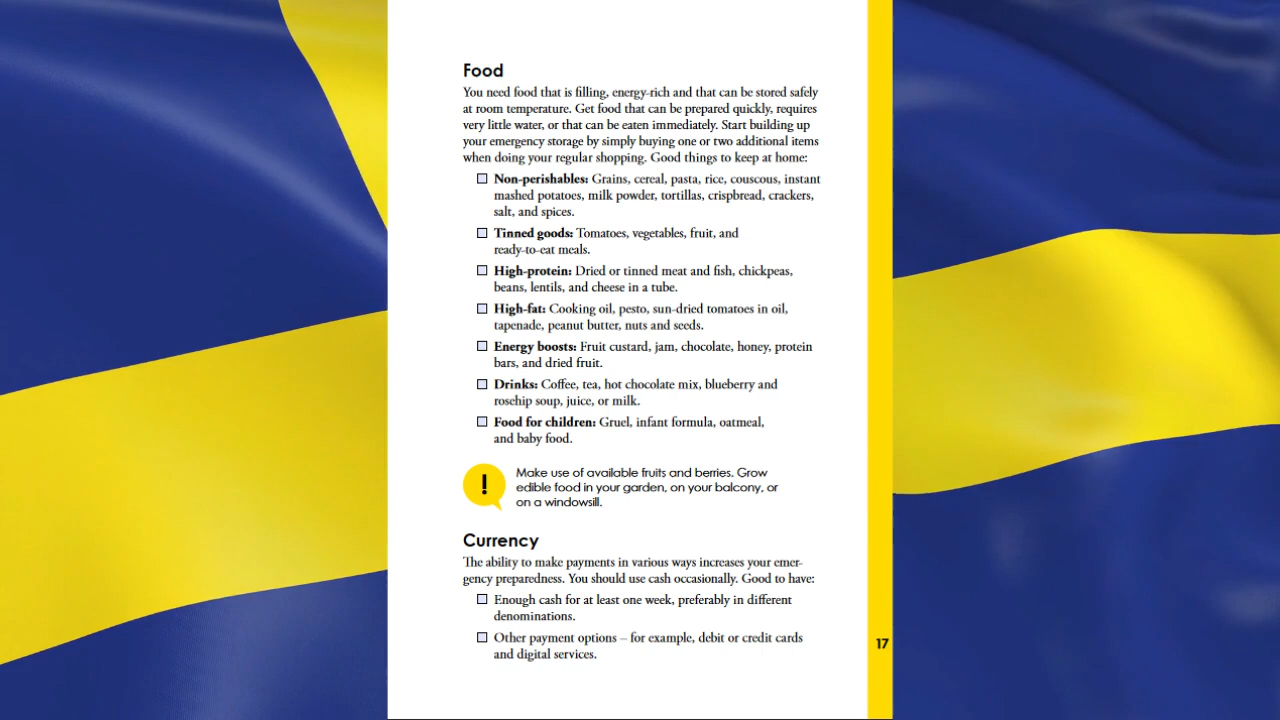 Food
You need food that is filling, energy-rich and that can be stored safely
at room temperature. Get food that can be prepared quickly, requires
very little water, or that can be eaten immediately. Start building up
your emergency storage by simply buying one or two additional items
when doing your regular shopping. Good things to keep at home:
Non-perishables: Grains, cereal, pasta, rice, couscous, instant
mashed potatoes, milk powder, tortillas, crispbread, crackers,
salt, and spices.
Tinned goods: Tomatoes, vegetables, fruit, and
ready-to-eat meals.
High-protein: Dried or tinned meat and fish, chickpeas,
beans, lentils, and cheese in a tube.
High-fat: Cooking oil, pesto, sun-dried tomatoes in oil,
tapenade, peanut butter, nuts and seeds.
Energy boosts: Fruit custard, jam, chocolate, honey, protein
bars, and dried fruit.
Drinks: Coffee, tea, hot chocolate mix, blueberry and
rosehip soup, juice, or milk.
Food for children: Gruel, infant formula, oatmeal,
and baby food.
!
Make use of available fruits and berries. Grow
edible food in your garden, on your balcony, or
on a windowsill.
Currency
The ability to make payments in various ways increases your emer-
gency preparedness. You should use cash occasionally. Good to have:
Enough cash for at least one week, preferably in different
denominations.
Other payment options – for example, debit or credit cards
and digital services.
17